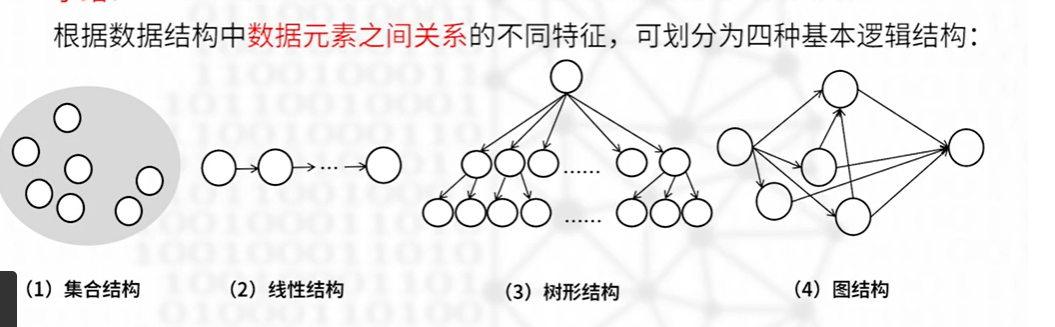 根据数据结构中数据元素之间关系的不同特征，可划分为四种基本逻辑结构：
...
......
......
（1）集合结构
（2）线性结构
（3）树形结构
（4）图结构